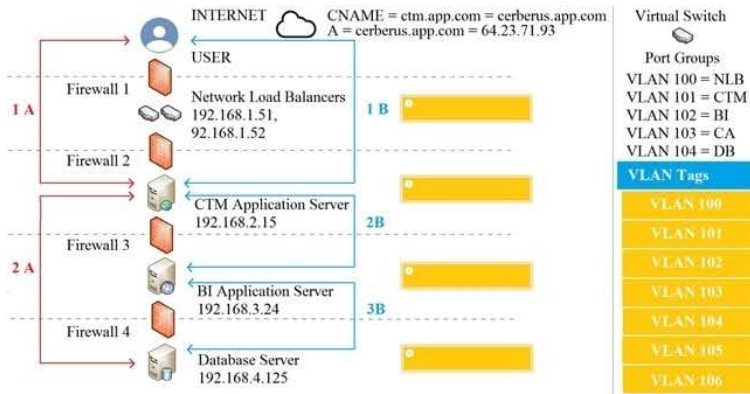 INTERNET
CNAME = ctm.app.com = cerberus.app.com
A = cerberus.app.com = 64.23.71.93
USER
Firewall 1
1 A
Network Load Balancers
192.168.1.51,
92.168.1.52
1 B
Firewall 2
CTM Application Server
192.168.2.15
2B
Firewall 3
2 A
BI Application Server
192.168.3.24
3B
Firewall 4
Database Server
192.168.4.125
Virtual Switch
Port Groups
VLAN 100 = NLB
VLAN 101 = CTM
VLAN 102 = BI
VLAN 103 = CA
VLAN 104 = DB
VLAN Tags
VLAN 100
VLAN 101
VLAN 102
VLAN 103
VLAN 104
VLAN 105
VLAN 106